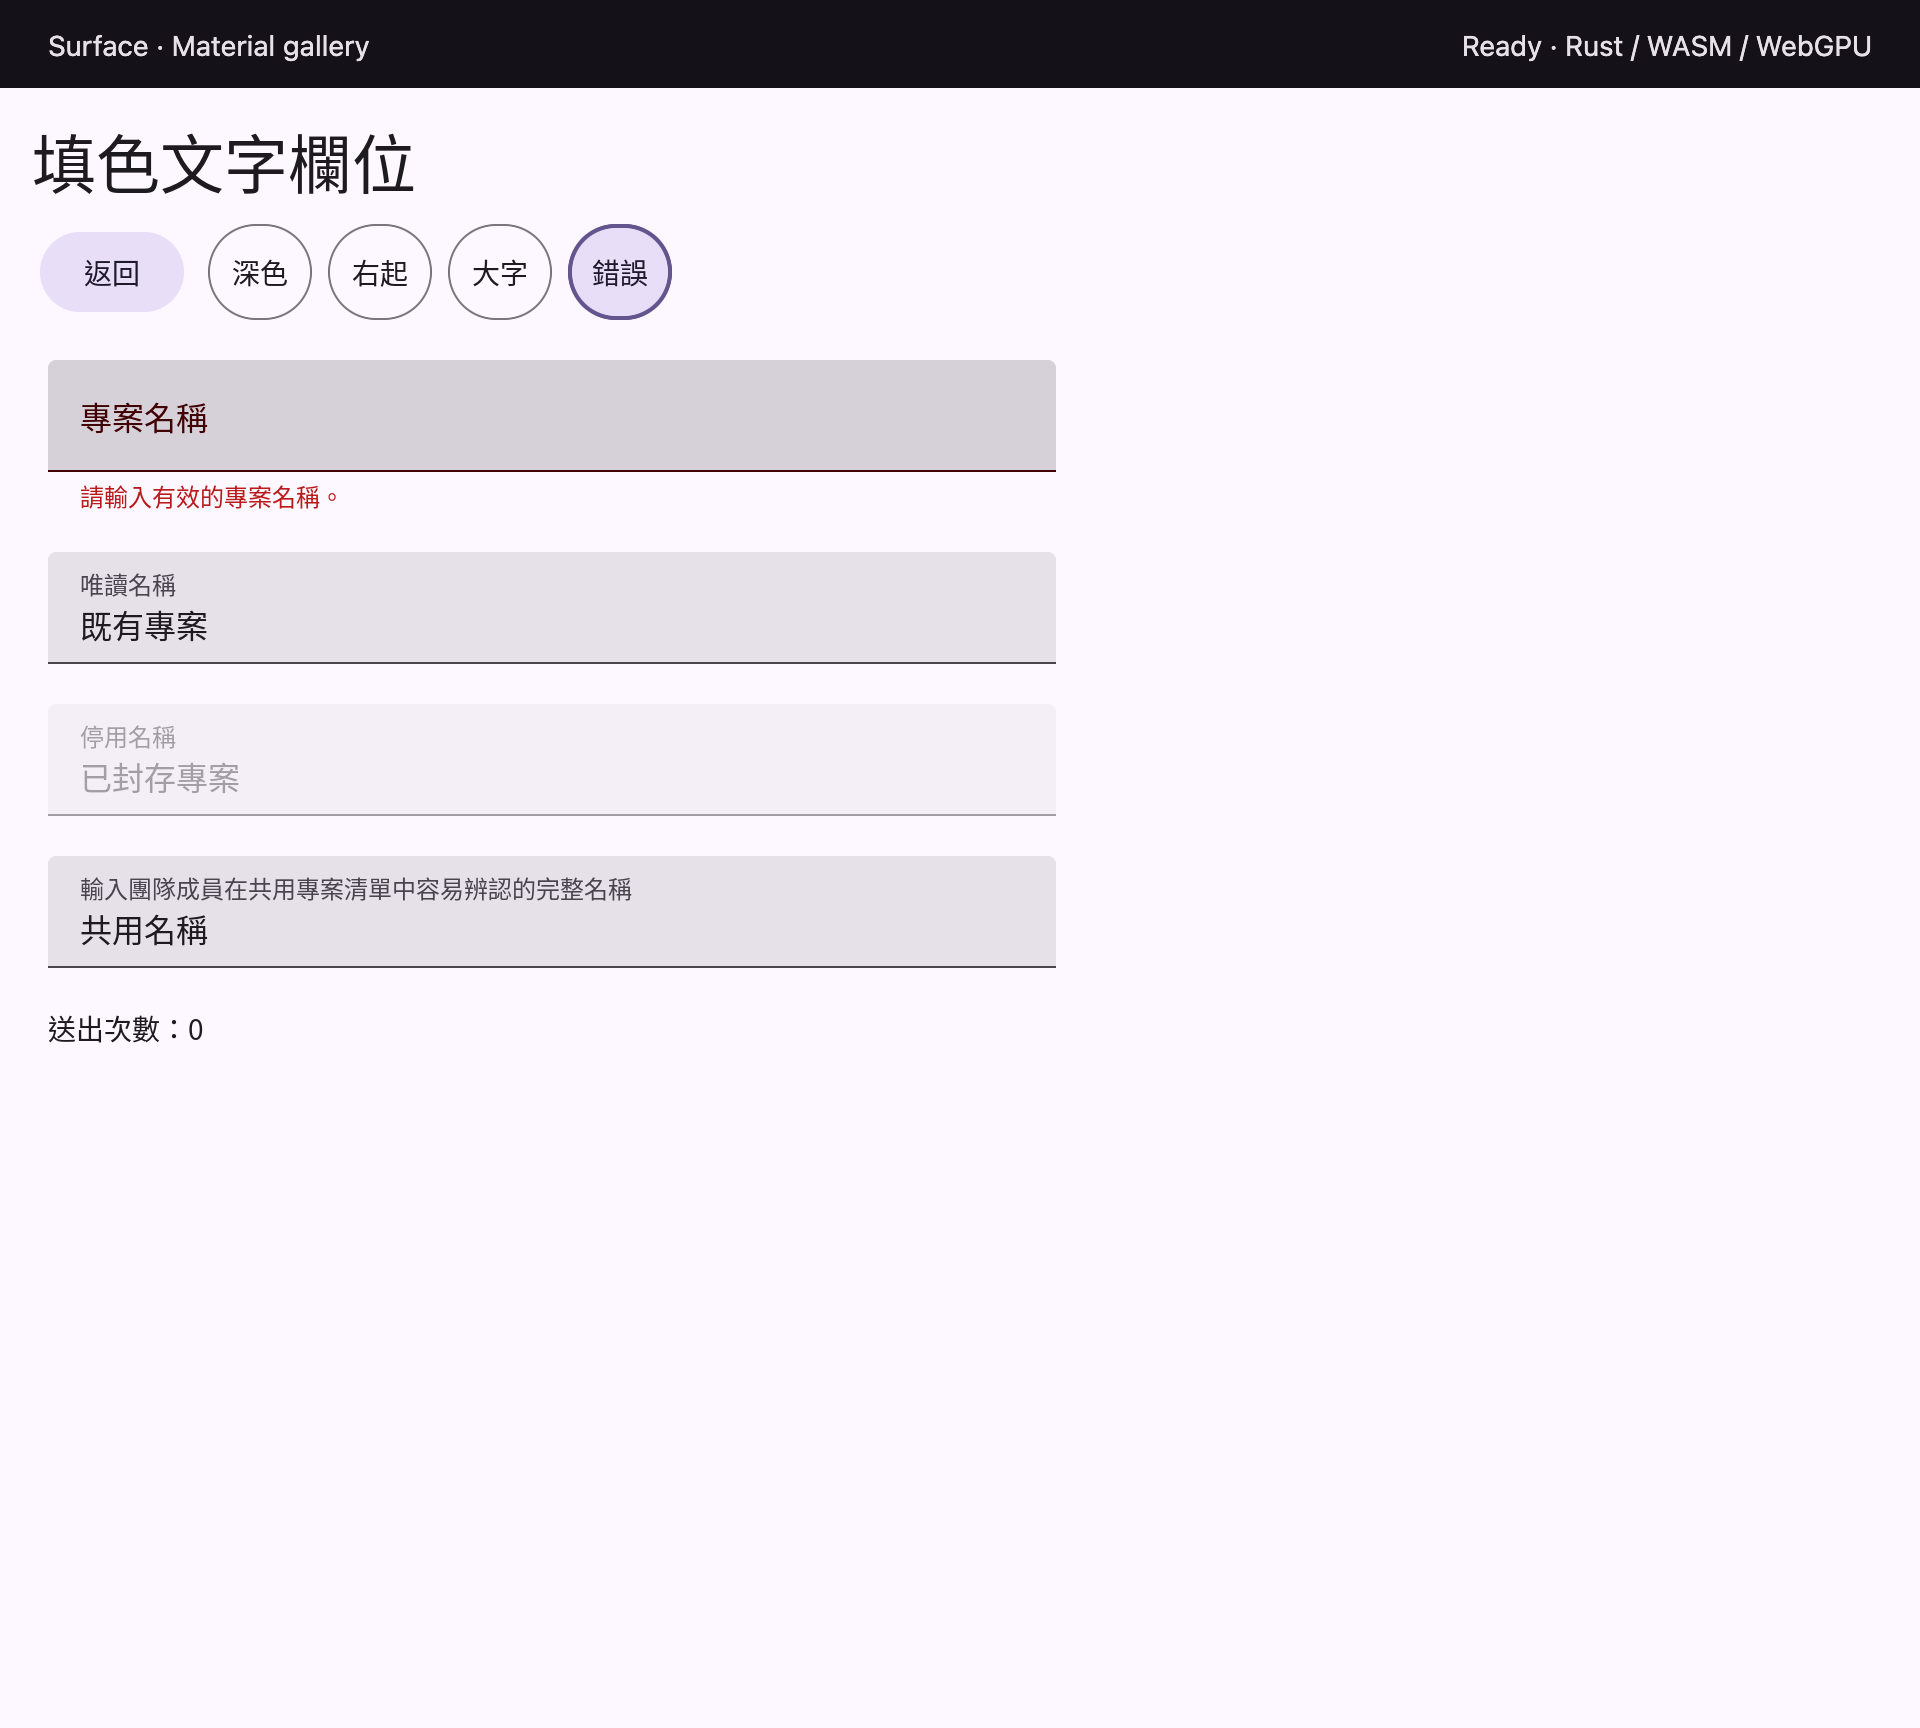 Surface · Material gallery
Ready · Rust / WASM / WebGPU
填色文字欄位
返回 深色 右起 大字 錯誤
專案名稱
請輸入有效的專案名稱。
唯讀名稱
既有專案
停用名稱
已封存專案
輸入團隊成員在共用專案清單中容易辨認的完整名稱
共用名稱
送出次數：0